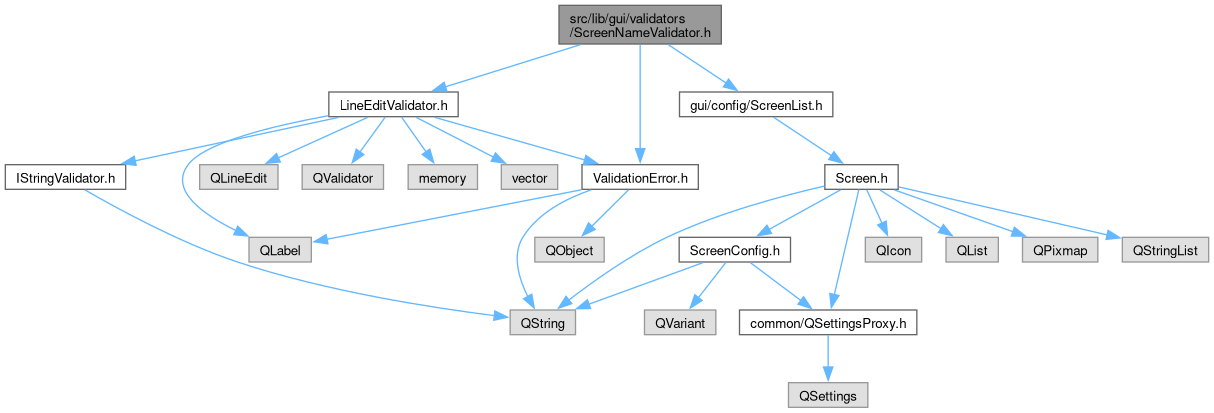 src/lib/gui/validators
/ScreenNameValidator.h
LineEditValidator.h
gui/config/ScreenList.h
IStringValidator.h
QLineEdit
QValidator
memory
vector
ValidationError.h
Screen.h
QLabel
QObject
ScreenConfig.h
QIcon
QList
QPixmap
QStringList
QString
QVariant
common/QSettingsProxy.h
QSettings